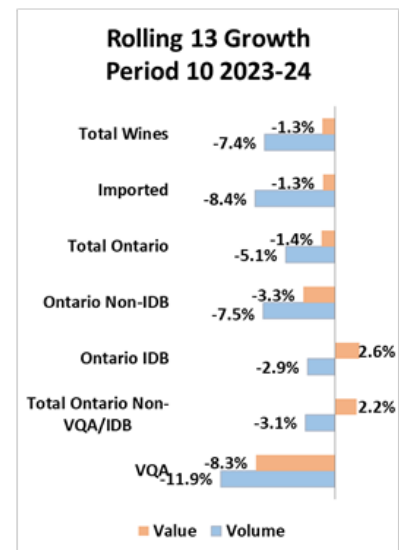 Rolling 13 Growth
Period 10 2023-24
Total Wines
-1.3%
-7.4%
Imported
-1.3%
-8.4%
Total Ontario
-1.4%
-5.1%
Ontario Non-IDB
-3.3%
-7.5%
Ontario IDB
2.6%
-2.9%
Total Ontario Non-
VQA/IDB
2.2%
-3.1%
VQA
-8.3%
-11.9%
Value Volume